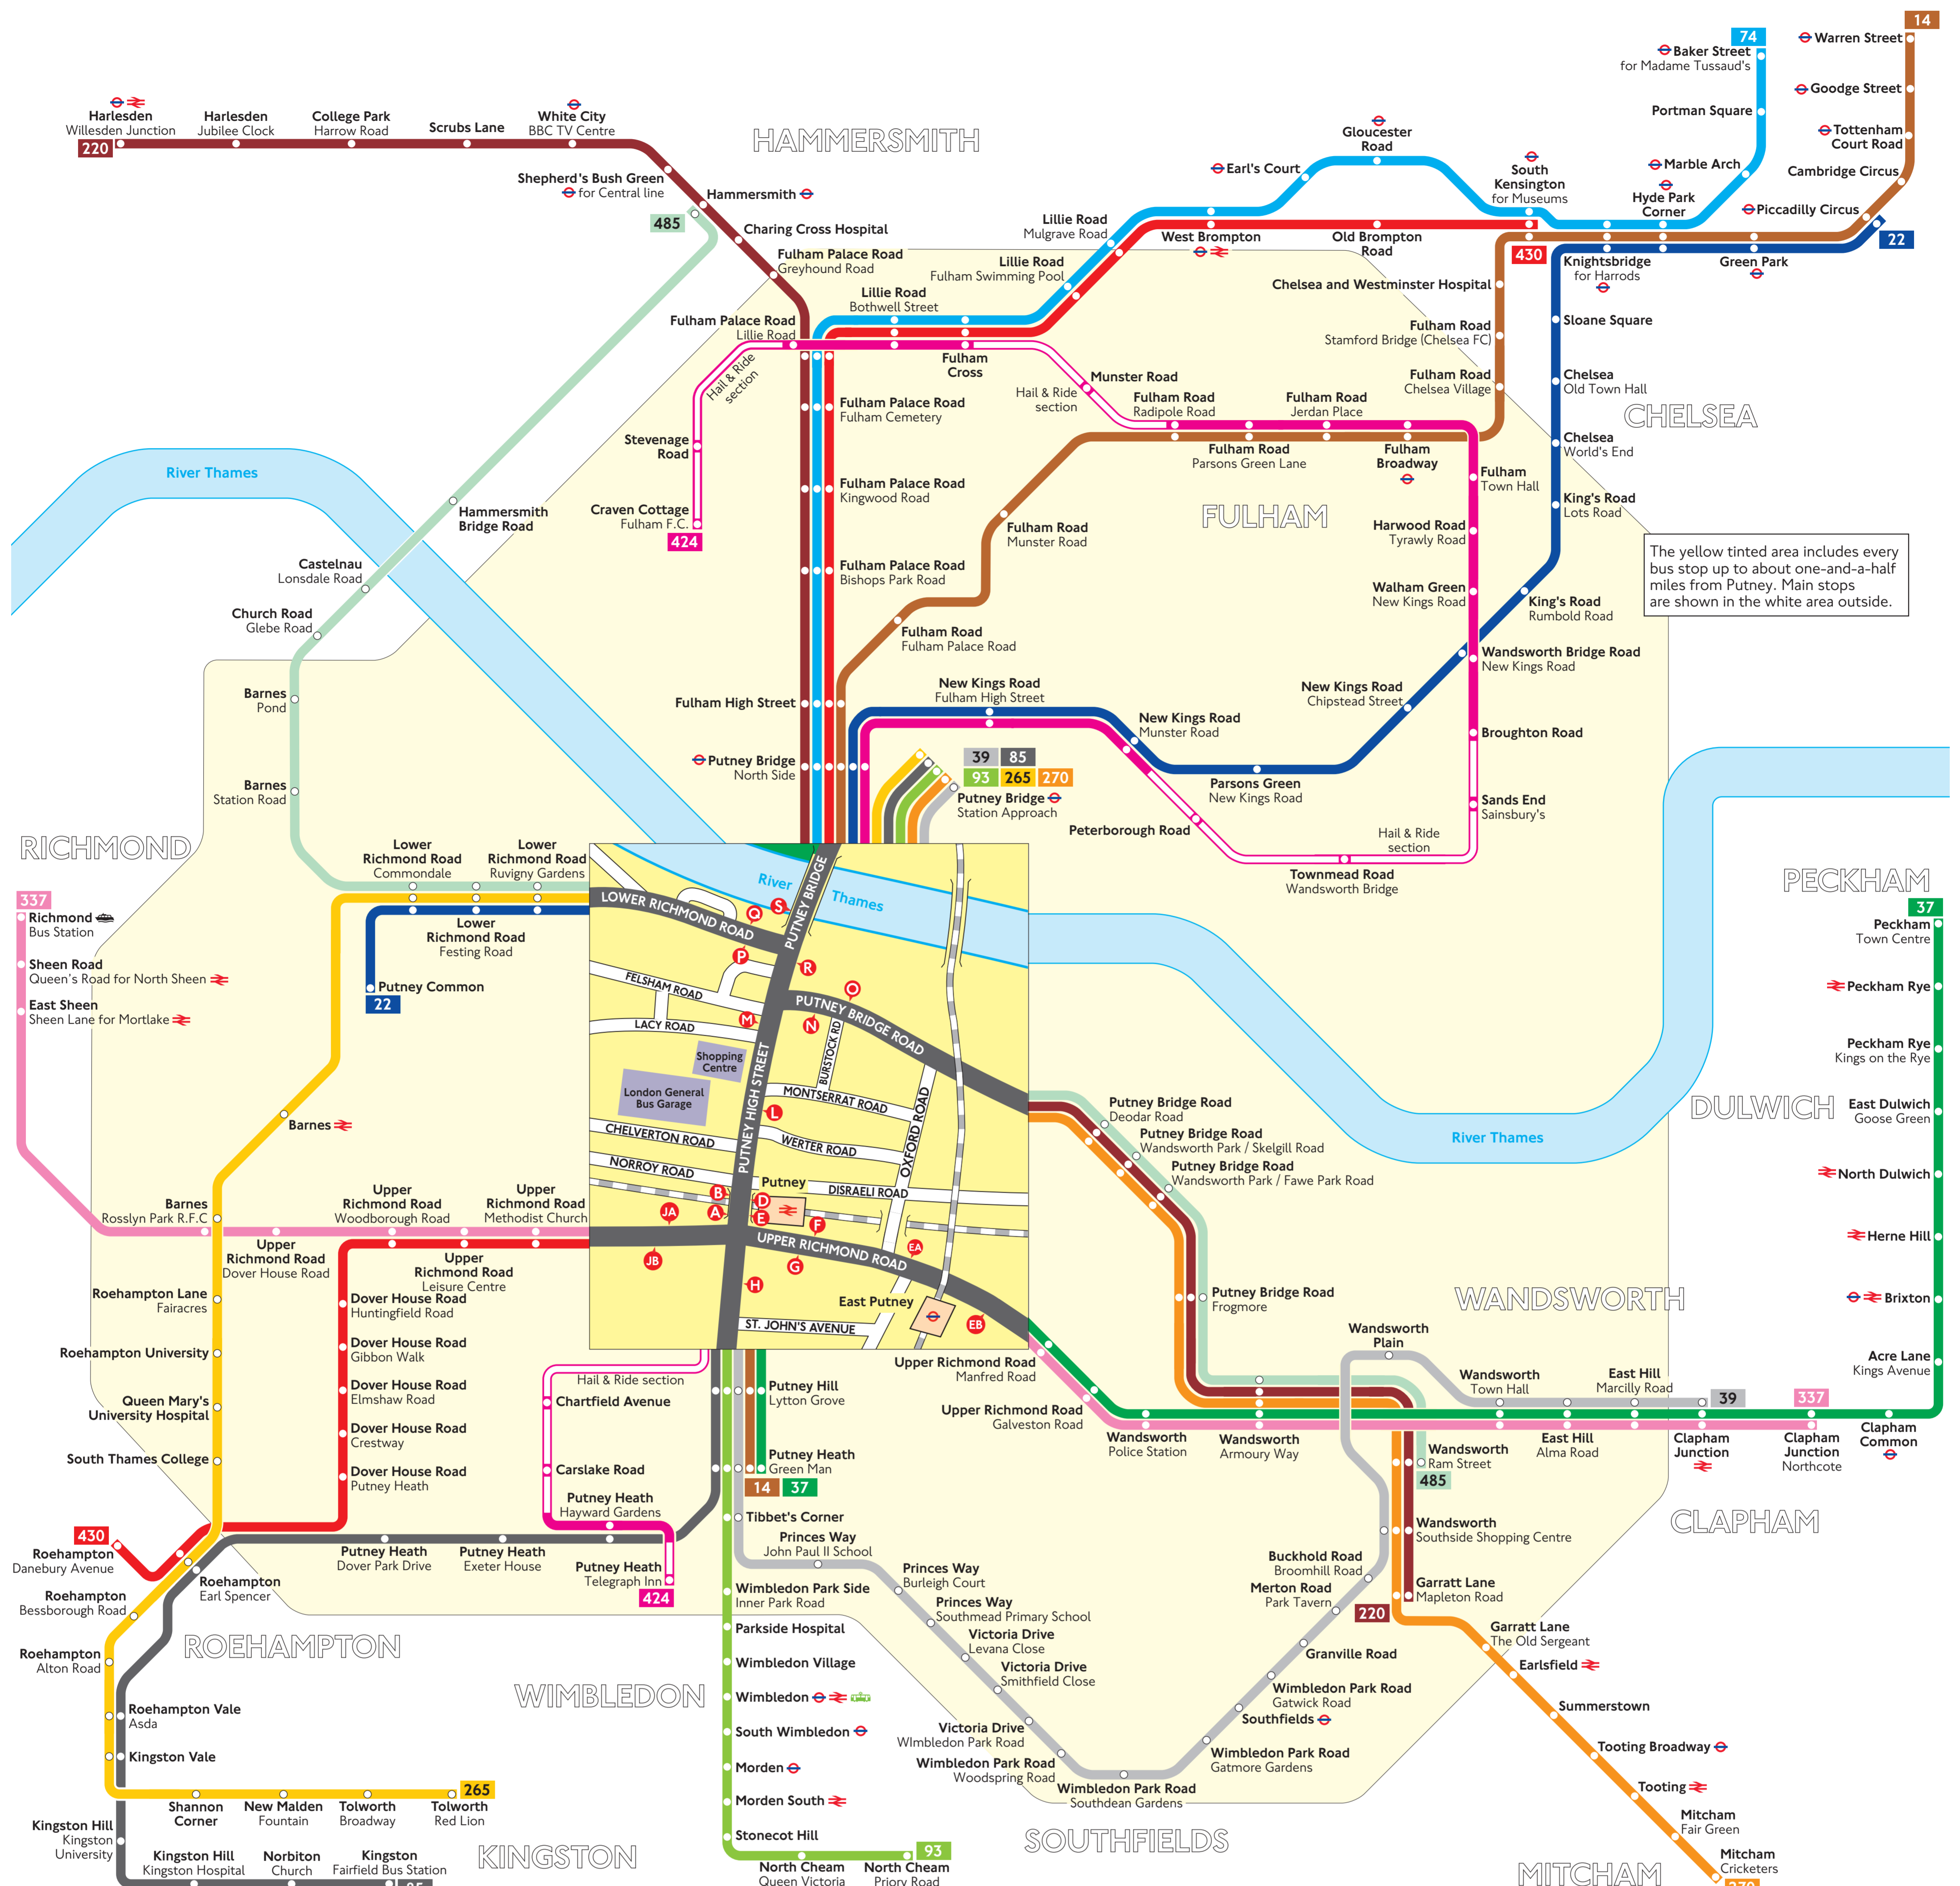 14
Warren Street
74
Baker Street
for Madame Tussaud's
Goodge Street
Portman Square
Tottenham
Court Road
Marble Arch
Cambridge Circus
Hyde Park
Corner
Piccadilly Circus
22
Harlesden
Willesden Junction
220
Harlesden
Jubilee Clock
College Park
Harrow Road
Scrubs Lane
White City
BBC TV Centre
HAMMERSMITH
Shepherd's Bush Green
for Central line
Hammersmith
485
Charing Cross Hospital
Fulham Palace Road
Greyhound Road
Gloucester
Road
Earl's Court
South
Kensington
for Museums
Lillie Road
Mulgrave Road
West Brompton
Old Brompton
Road
430
Knightsbridge
for Harrods
Green Park
Lillie Road
Fulham Swimming Pool
Lillie Road
Bothwell Street
Fulham Palace Road
Lillie Road
Fulham
Cross
Hail & Ride
section
Chelsea and Westminster Hospital
Fulham Road
Stamford Bridge (Chelsea FC)
Fulham Road
Chelsea Village
Sloane Square
Chelsea
Old Town Hall
CHELSEA
Chelsea
World's End
King's Road
Lots Road
Munster Road
Hail & Ride
section
Fulham Road
Radipole Road
Fulham Road
Jerdan Place
Fulham Road
Parsons Green Lane
Fulham
Broadway
Fulham
Town Hall
Fulham Palace Road
Fulham Cemetery
Stevenage
Road
River Thames
Fulham Palace Road
Kingwood Road
Craven Cottage
Fulham F.C.
424
Hammersmith
Bridge Road
FULHAM
Fulham Road
Munster Road
Harwood Road
Tyrawly Road
The yellow tinted area includes every
bus stop up to about one-and-a-half
miles from Putney. Main stops
are shown in the white area outside.
Castelnau
Lonsdale Road
Fulham Palace Road
Bishops Park Road
Walham Green
New Kings Road
King's Road
Rumbold Road
Church Road
Glebe Road
Fulham Road
Fulham Palace Road
Wandsworth Bridge Road
New Kings Road
Barnes
Pond
Fulham High Street
New Kings Road
Fulham High Street
New Kings Road
Chipstead Street
New Kings Road
Munster Road
Broughton Road
Putney Bridge
North Side
39
85
93
265
270
Putney Bridge
Station Approach
Parsons Green
New Kings Road
Barnes
Station Road
Peterborough Road
Sands End
Sainsbury's
Hail & Ride
section
Townmead Road
Wandsworth Bridge
RICHMOND
Lower
Richmond Road
Commondale
Lower
Richmond Road
Ruvigny Gardens
Lower
Richmond Road
Festing Road
Putney Common
22
337
Richmond
Bus Station
Sheen Road
Queen's Road for North Sheen
East Sheen
Sheen Lane for Mortlake
River
Thames
PUTNEY BRIDGE
LOWER RICHMOND ROAD
Q
S
P
R
O
FELSHAM ROAD
PUTNEY BRIDGE ROAD
M
N
LACY ROAD
BURSTOCK RD
Shopping
Centre
London General
Bus Garage
PUTNEY HIGH STREET
MONTSERRAT ROAD
L
CHELVERTON ROAD
WERTER ROAD
OXFORD ROAD
NORROY ROAD
Putney
DISRAELI ROAD
B
D
A
E
JA
F
UPPER RICHMOND ROAD
JB
G
EA
H
East Putney
EB
ST. JOHN'S AVENUE
PECKHAM
37
Peckham
Town Centre
Peckham Rye
Peckham Rye
Kings on the Rye
DULWICH
East Dulwich
Goose Green
North Dulwich
Herne Hill
Brixton
Acre Lane
Kings Avenue
River Thames
Putney Bridge Road
Deodar Road
Putney Bridge Road
Wandsworth Park / Skelgill Road
Putney Bridge Road
Wandsworth Park / Fawe Park Road
Putney Bridge Road
Frogmore
WANDSWORTH
Wandsworth
Plain
Wandsworth
Town Hall
East Hill
Marcilly Road
39
337
Clapham
Common
Clapham
Junction
Northcote
Clapham
Junction
East Hill
Alma Road
Wandsworth
Ram Street
485
Wandsworth
Armoury Way
Wandsworth
Police Station
Upper Richmond Road
Manfred Road
Upper Richmond Road
Galveston Road
CLAPHAM
Wandsworth
Southside Shopping Centre
Garratt Lane
Mapleton Road
220
Garratt Lane
The Old Sergeant
Earlsfield
Summerstown
Tooting Broadway
Tooting
Mitcham
Fair Green
Mitcham
Cricketers
270
MITCHAM
Buckhold Road
Broomhill Road
Merton Road
Park Tavern
Granville Road
Wimbledon Park Road
Gatwick Road
Southfields
Wimbledon Park Road
Gatmore Gardens
Wimbledon Park Road
Southdean Gardens
SOUTHFIELDS
Wimbledon Park Road
Woodspring Road
Victoria Drive
WImbledon Park Road
Victoria Drive
Smithfield Close
Victoria Drive
Levana Close
Princes Way
Southmead Primary School
Princes Way
Burleigh Court
Princes Way
John Paul II School
Tibbet's Corner
Putney Hill
Lytton Grove
Putney Heath
Green Man
14
37
Wimbledon Park Side
Inner Park Road
Parkside Hospital
Wimbledon Village
WIMBLEDON
Wimbledon
South Wimbledon
Morden
Morden South
Stonecot Hill
93
North Cheam
Queen Victoria
North Cheam
Priory Road
Hail & Ride section
Chartfield Avenue
Carslake Road
Putney Heath
Hayward Gardens
Putney Heath
Telegraph Inn
424
Barnes
Barnes
Rosslyn Park R.F.C
Upper
Richmond Road
Woodborough Road
Upper
Richmond Road
Methodist Church
Upper
Richmond Road
Dover House Road
Upper
Richmond Road
Leisure Centre
Roehampton Lane
Fairacres
Dover House Road
Huntingfield Road
Roehampton University
Dover House Road
Gibbon Walk
Queen Mary's
University Hospital
Dover House Road
Elmshaw Road
South Thames College
Dover House Road
Crestway
Dover House Road
Putney Heath
430
Roehampton
Danebury Avenue
Putney Heath
Dover Park Drive
Putney Heath
Exeter House
Roehampton
Earl Spencer
Roehampton
Bessborough Road
ROEHAMPTON
Roehampton
Alton Road
Roehampton Vale
Asda
Kingston Vale
265
Shannon
Corner
New Malden
Fountain
Tolworth
Broadway
Tolworth
Red Lion
Kingston Hill
Kingston
University
Kingston Hill
Kingston Hospital
Norbiton
Church
Kingston
Fairfield Bus Station
85
KINGSTON